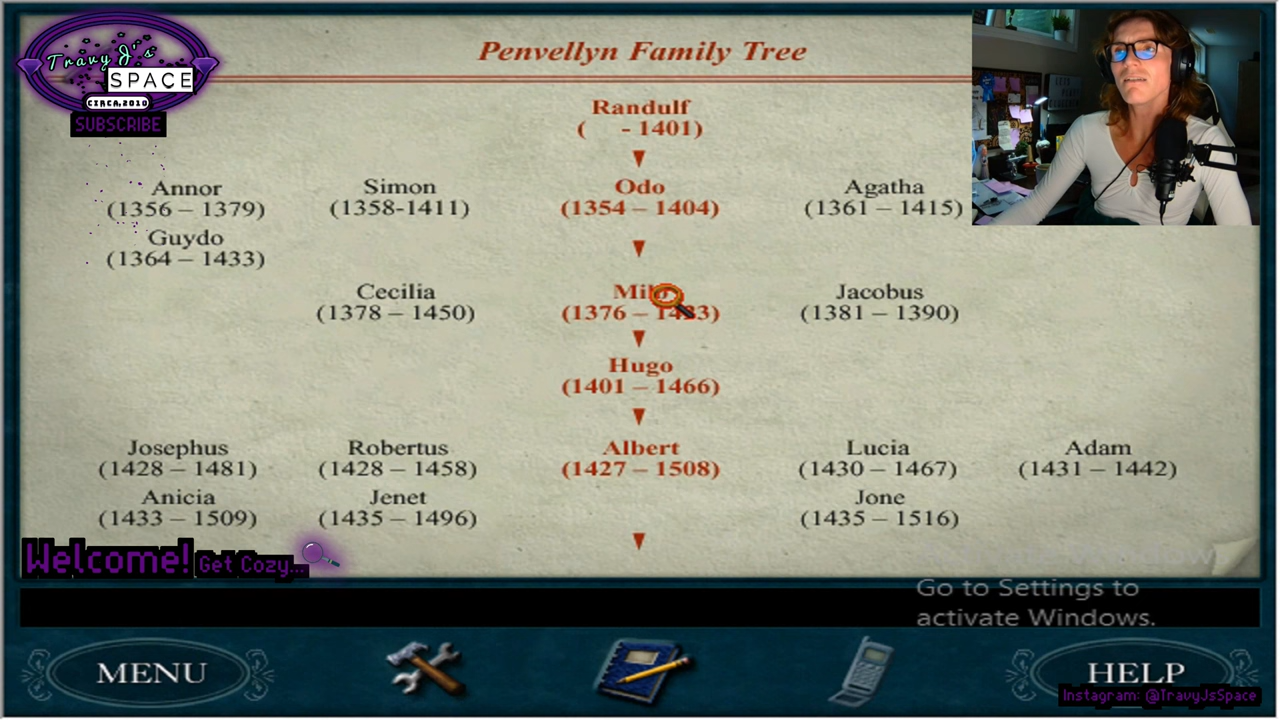 Travy J's
SPACE
CIRCA.2010
SUBSCRIBE
Penvellyn Family Tree
Randulf
( - 1401)
Annor
(1356 – 1379)
Simon
(1358-1411)
Odo
(1354 – 1404)
Agatha
(1361 – 1415)
Guydo
(1364 – 1433)
Cecilia
(1378 – 1450)
(1376 –
Jacobus
(1381 – 1390)
Hugo
(1401 – 1466)
Josephus
(1428 – 1481)
Robertus
(1428 – 1458)
Albert
(1427 – 1508)
Lucia
(1430 – 1467)
Adam
(1431 – 1442)
Anicia
(1433 – 1509)
Jenet
(1435 – 1496)
Jone
(1435 – 1516)
Welcome! Get Cozy...
Go to Settings to
activate Windows.
MENU
HELP
Instagram: @TravyJsSpace